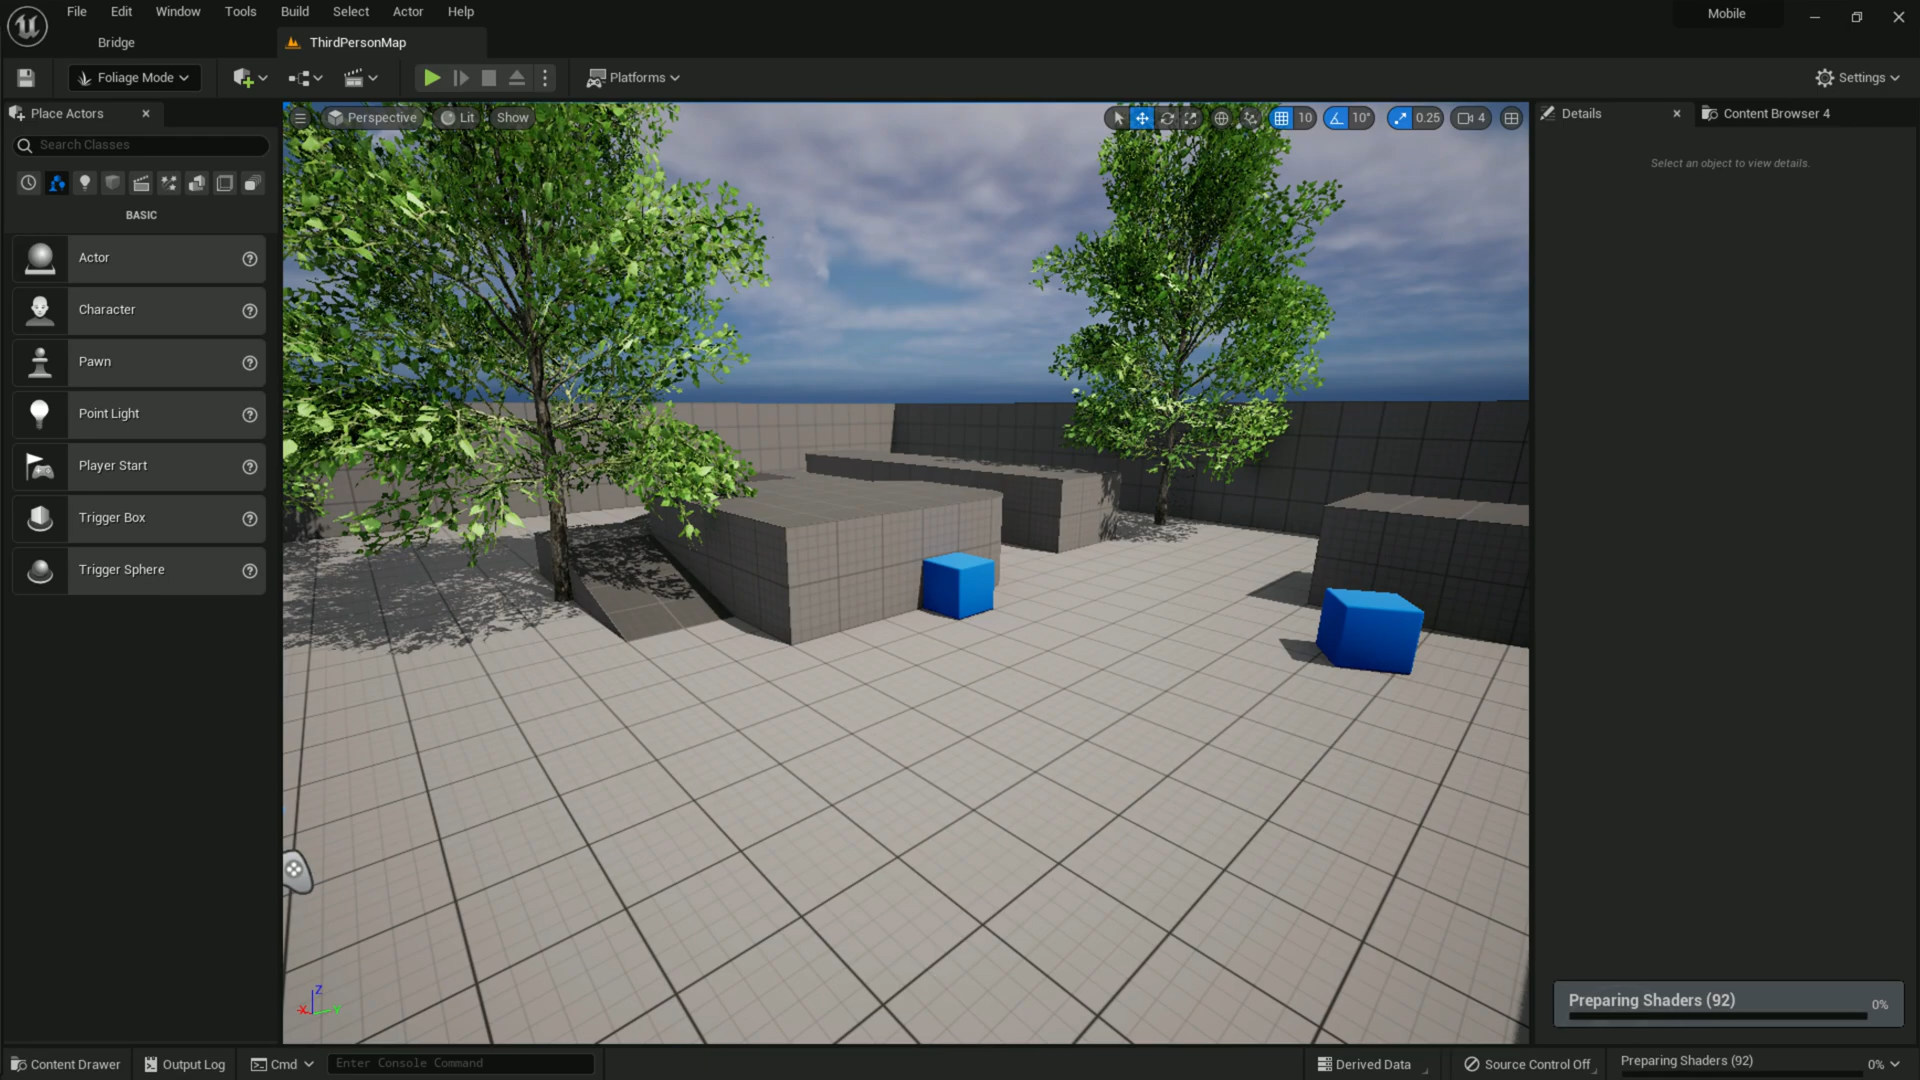 File Edit Window Tools Build Select Actor Help
Mobile
Bridge
ThirdPersonMap
Foliage Mode
Platforms
Settings
Place Actors
Perspective Lit Show
10 10° 0.25 4
Details
Content Browser 4
Search Classes
Select an object to view details.
BASIC
Actor
Character
Pawn
Point Light
Player Start
Trigger Box
Trigger Sphere
Z
X Y
Preparing Shaders (92) 0%
Content Drawer
Output Log
Cmd
Enter Console Command
Derived Data
Source Control Off
Preparing Shaders (92) 0%